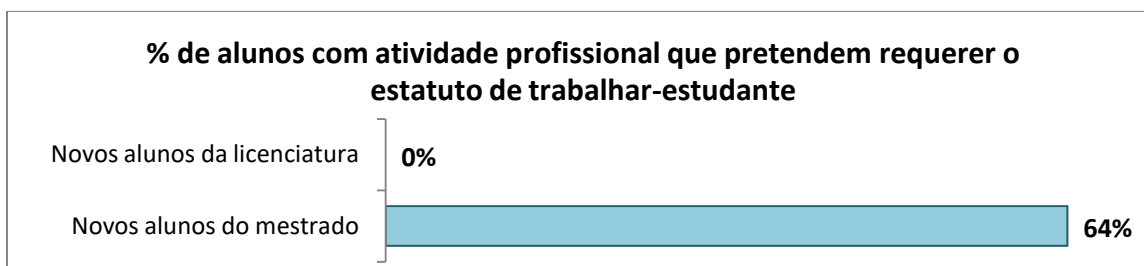 % de alunos com atividade profissional que pretendem requerer o
estatuto de trabalhar-estudante
Novos alunos da licenciatura 0%
Novos alunos do mestrado 64%